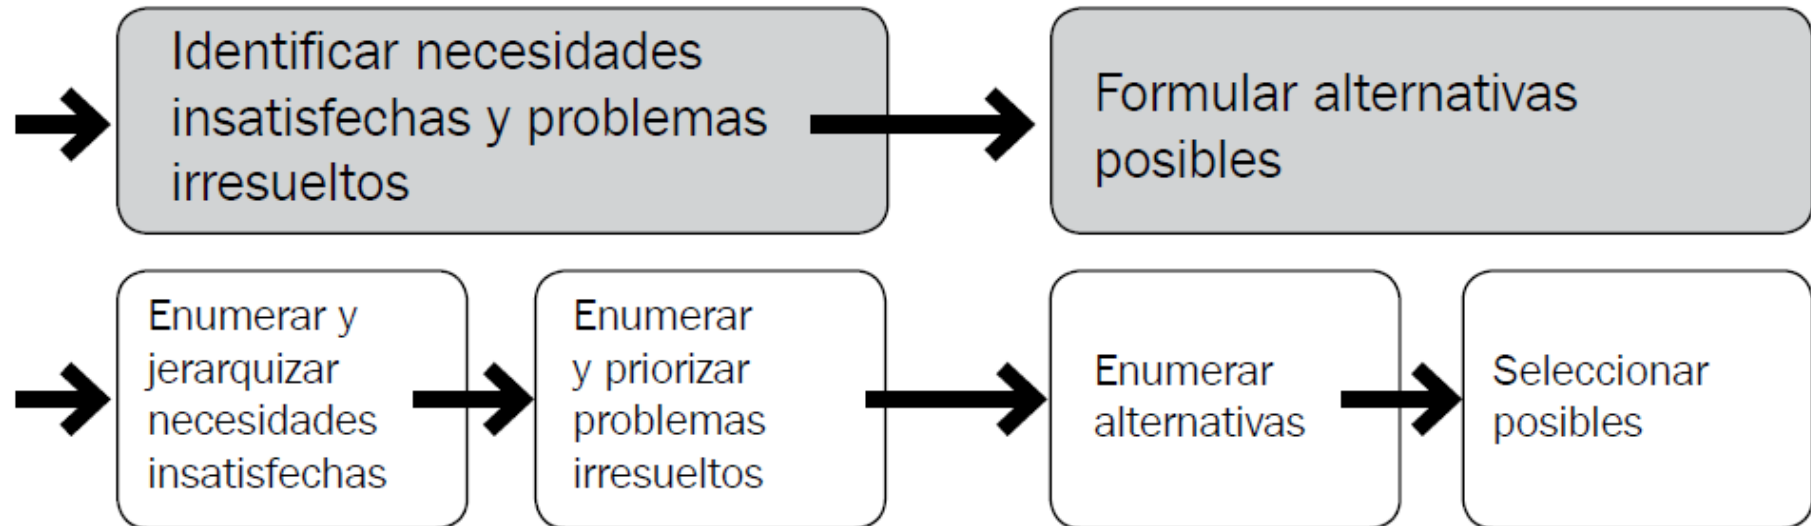 Identificar necesidades
insatisfechas y problemas
irresueltos
Formular alternativas
posibles
Enumerar y
jerarquizar
necesidades
insatisfechas
Enumerar
y priorizar
problemas
irresueltos
Enumerar
alternativas
Seleccionar
posibles